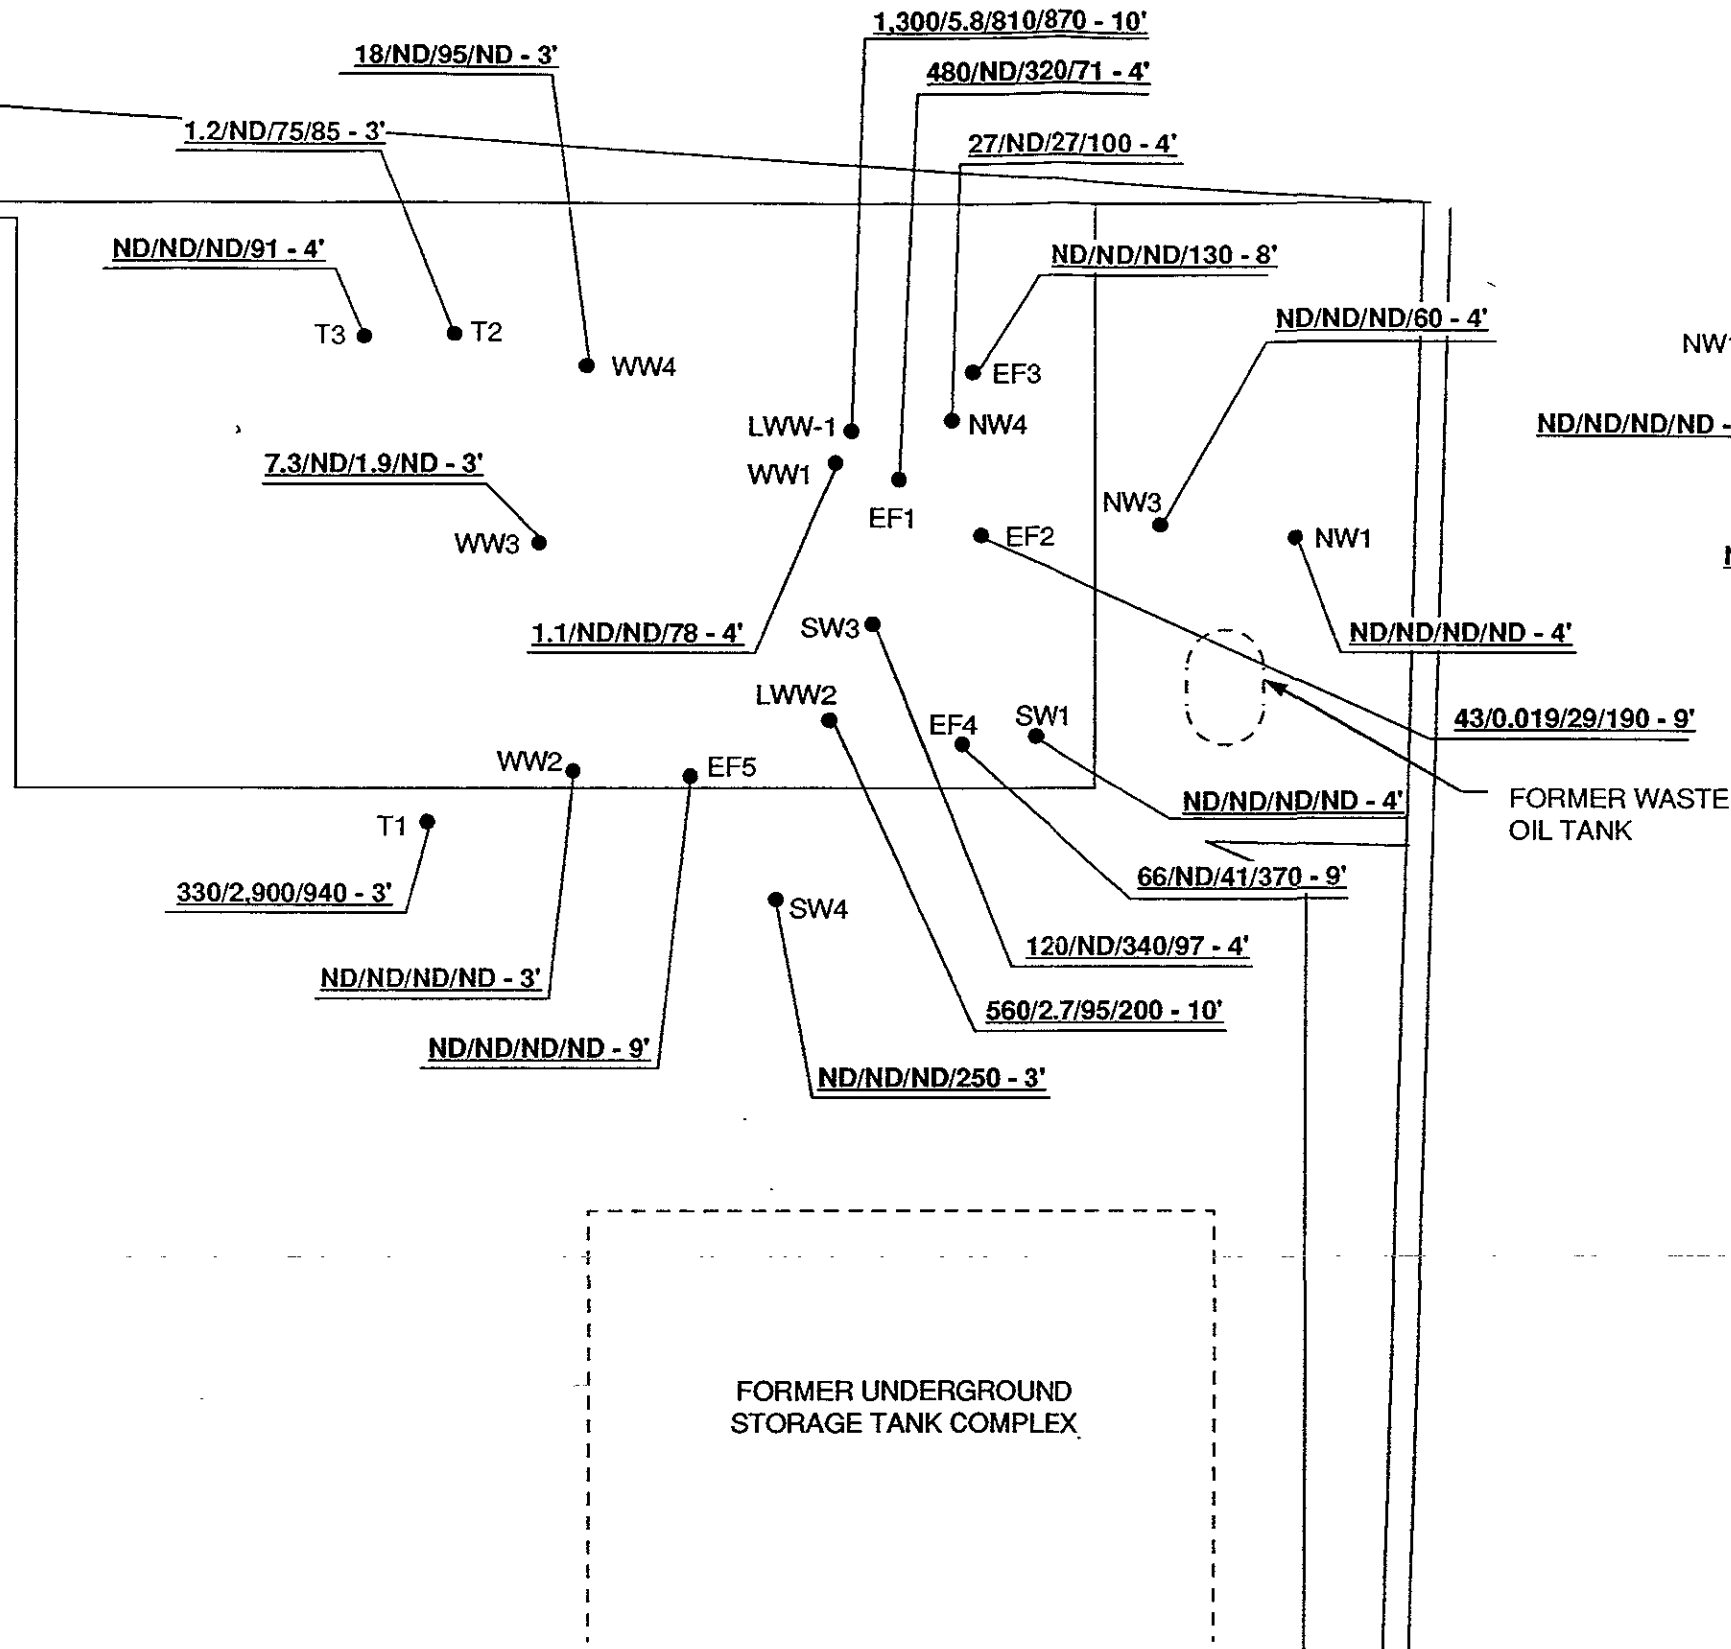 1,300/5.8/810/870 - 10'
18/ND/95/ND - 3'
480/ND/320/71 - 4'
1.2/ND/75/85 - 3'
27/ND/27/100 - 4'
ND/ND/ND/91 - 4'
ND/ND/ND/130 - 8'
ND/ND/ND/60 - 4'
T3
T2
NW1
WW4
EF3
LWW-1
NW4
ND/ND/ND/ND -
7.3/ND/1.9/ND - 3'
WW1
NW3
EF1
WW3
EF2
NW1
1.1/ND/ND/78 - 4'
SW3
ND/ND/ND/ND - 4'
LWW2
EF4
SW1
43/0.019/29/190 - 9'
WW2
EF5
ND/ND/ND/ND - 4'
FORMER WASTE
OIL TANK
T1
66/ND/41/370 - 9'
330/2,900/940 - 3'
SW4
120/ND/340/97 - 4'
ND/ND/ND/ND - 3'
560/2.7/95/200 - 10'
ND/ND/ND/ND - 9'
ND/ND/ND/250 - 3'
FORMER UNDERGROUND
STORAGE TANK COMPLEX